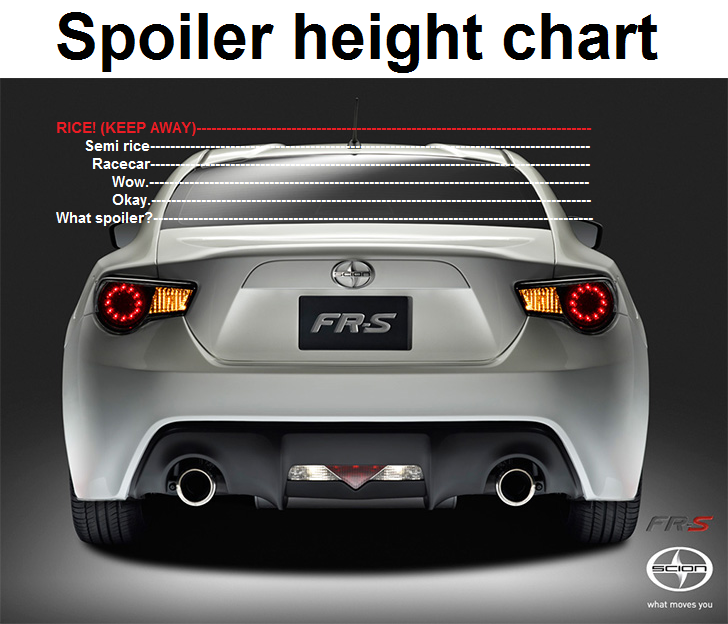 Spoiler height chart
RICE! (KEEP AWAY)
Semi rice
Racecar
Wow.
Okay.
What spoiler?
SCION
FR-S
FR-S
SCION
what moves you